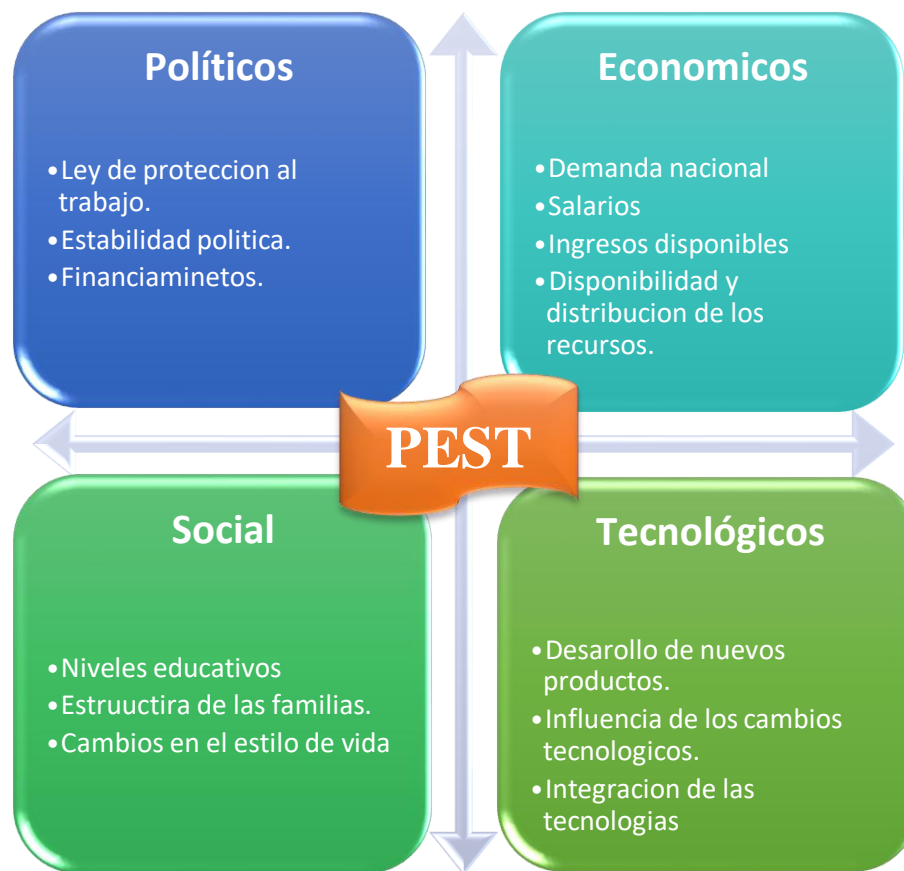 Políticos
•Ley de proteccion al
trabajo.
•Estabilidad politica.
•Financiaminetos.
Economicos
•Demanda nacional
•Salarios
•Ingresos disponibles
•Disponibilidad y
distribucion de los
recursos.
PEST
Social
•Niveles educativos
•Estruuctira de las familias.
•Cambios en el estilo de vida
Tecnológicos
•Desarollo de nuevos
productos.
•Influencia de los cambios
tecnologicos.
•Integracion de las
tecnologias